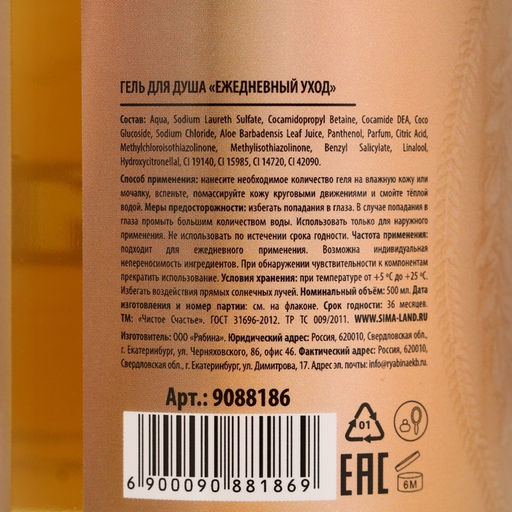 ГЕЛЬ ДЛЯ ДУША «ЕЖЕДНЕВНЫЙ УХОД»
Состав: Aqua, Sodium Laureth Sulfate, Cocamidopropyl Betaine, Cocamide DEA, Coco
Glucoside, Sodium Chloride, Aloe Barbadensis Leaf Juice, Panthenol, Parfum, Citric Acid,
Methylchloroisothiazolinone, Methylisothiazolinone, Benzyl Salicylate, Linalool,
Hydroxycitronellal, CI 19140, CI 15985, CI 14720, CI 42090.
Способ применения: нанесите необходимое количество геля на влажную кожу или
мочалку, вспеньте, помассируйте кожу круговыми движениями и смойте тёплой
водой. Меры предосторожности: избегать попадания в глаза. В случае попадания в
глаза промыть большим количеством воды. Использовать только для наружного
применения. Не использовать по истечении срока годности. Частота применения:
подходит для ежедневного применения. Возможна индивидуальная
непереносимость ингредиентов. При обнаружении чувствительности к компонентам
прекратить использование. Условия хранения: при температуре от +5 °С до +25 °С.
Избегать воздействия прямых солнечных лучей. Номинальный объём: 500 мл. Дата
изготовления и номер партии: см. на флаконе. Срок годности: 36 месяцев.
ТМ: «Чистое Счастье». ГОСТ 31696-2012. ТР ТС 009/2011. WWW.SIMA-LAND.RU
Изготовитель: ООО «Рябина». Юридический адрес: Россия, 620010, Свердловская обл.,
г. Екатеринбург, ул. Черняховского, 86, офис 46. Фактический адрес: Россия, 620010,
Свердловская обл., г. Екатеринбург, ул. Димитрова, 17. Адрес эл. почты: info@ryabinaekb.ru
Арт.: 9088186
01
6 900090 881869
EAC
6M